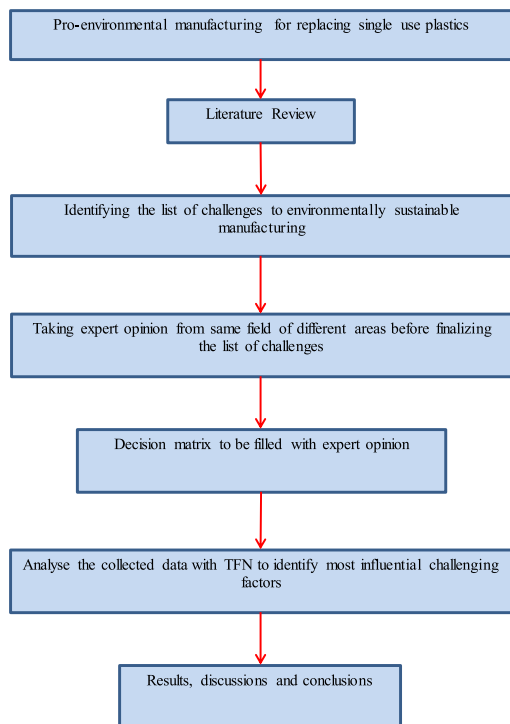 Pro-environmental manufacturing for replacing single use plastics
Literature Review
Identifying the list of challenges to environmentally sustainable
manufacturing
Taking expert opinion from same field of different areas before finalizing
the list of challenges
Decision matrix to be filled with expert opinion
Analyse the collected data with TFN to identify most influential challenging
factors
Results, discussions and conclusions